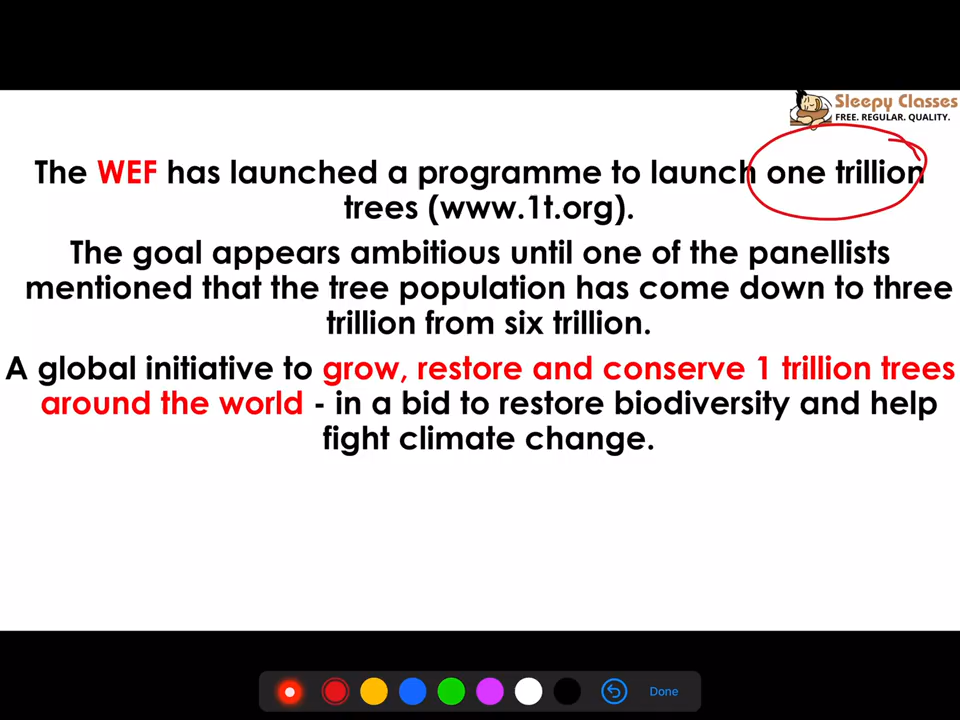 Sleepy Classes
FREE. REGULAR. QUALITY.
The WEF has launched a programme to launch one trillion
trees (www.1t.org).
The goal appears ambitious until one of the panellists
mentioned that the tree population has come down to three
trillion from six trillion.
A global initiative to grow, restore and conserve 1 trillion trees
around the world - in a bid to restore biodiversity and help
fight climate change.
Done